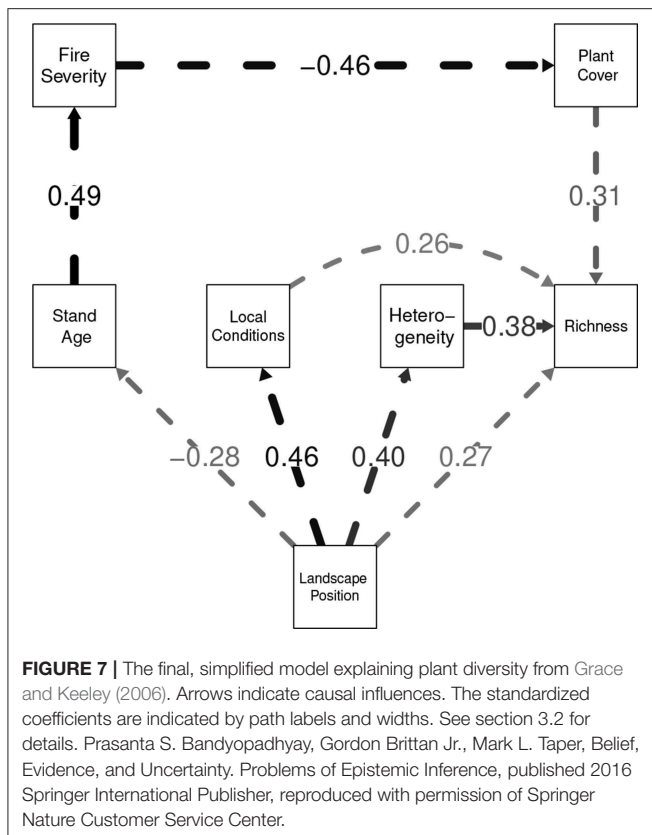 Fire
Severity
−0.46
Plant
Cover
0.49
0.31
0.26
Stand
Age
Local
Conditions
Hetero−
geneity
0.38
Richness
−0.28
0.46
0.40
0.27
Landscape
Position
FIGURE 7 | The final, simplified model explaining plant diversity from Grace
and Keeley (2006). Arrows indicate causal influences. The standardized
coefficients are indicated by path labels and widths. See section 3.2 for
details. Prasanta S. Bandyopadhyay, Gordon Brittan Jr., Mark L. Taper, Belief,
Evidence, and Uncertainty. Problems of Epistemic Inference, published 2016
Springer International Publisher, reproduced with permission of Springer
Nature Customer Service Center.